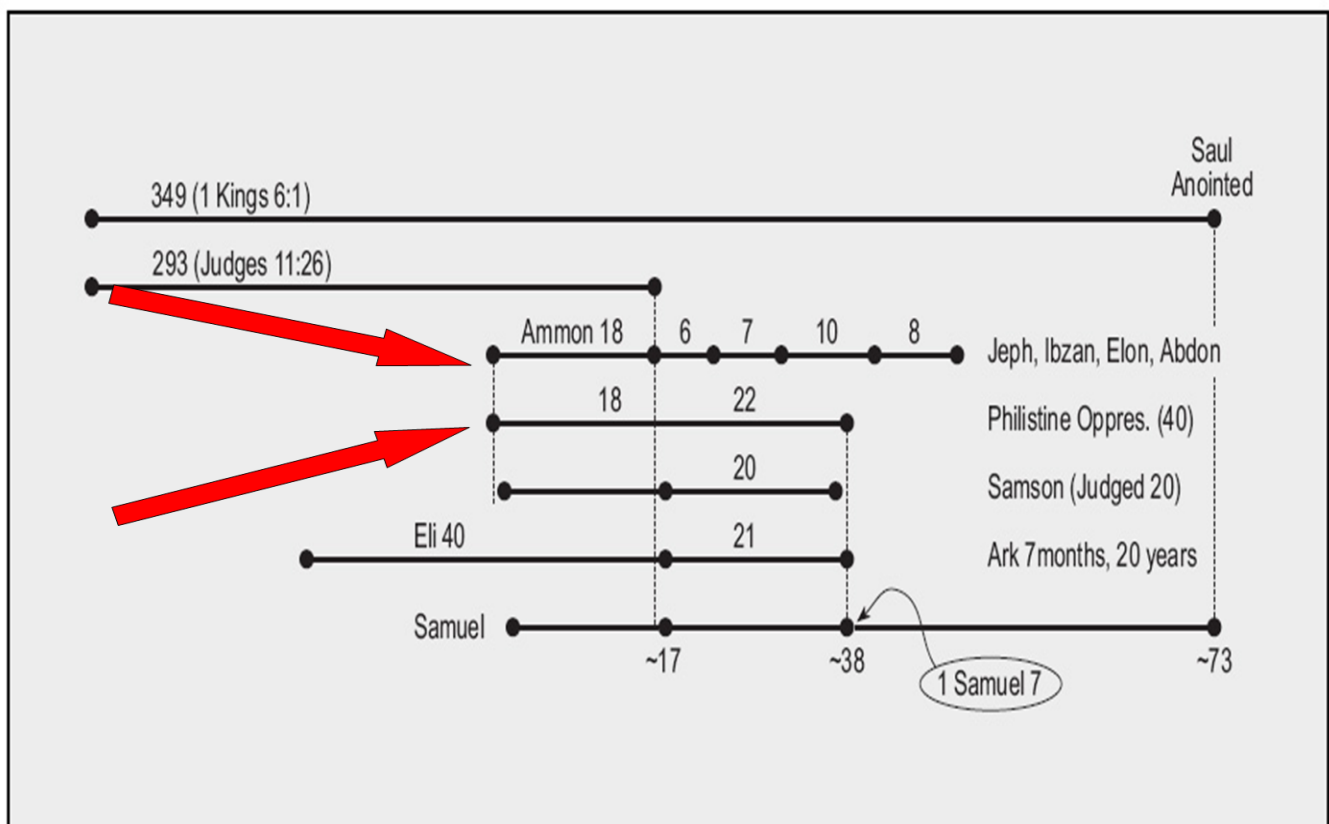 Saul
Anointed
349 (1 Kings 6:1)
293 (Judges 11:26)
Ammon 18 6 7 10 8 Jeph, Ibzan, Elon, Abdon
18 22 Philistine Oppres. (40)
20 Samson (Judged 20)
Eli 40 21 Ark 7months, 20 years
Samuel
~17 ~38 ~73
1 Samuel 7